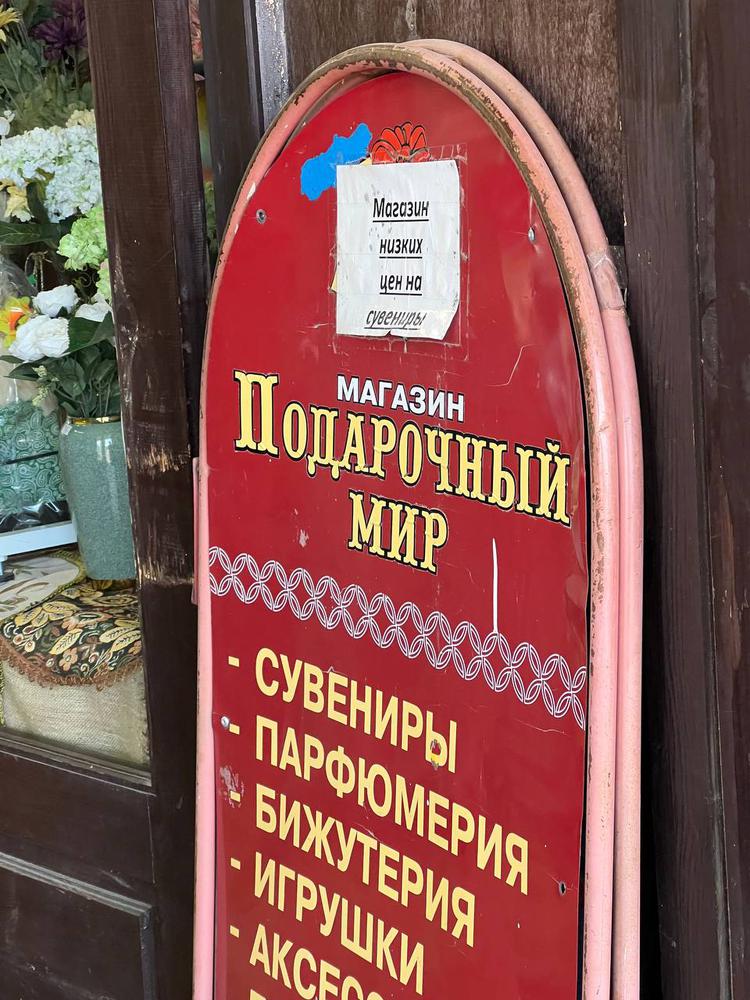 Магазин
низких
цен на
сувениры
МАГАЗИН
ПОДАРОЧНЫЙ
МИР
- СУВЕНИРЫ
- ПАРФЮМЕРИЯ
- БИЖУТЕРИЯ
- ИГРУШКИ